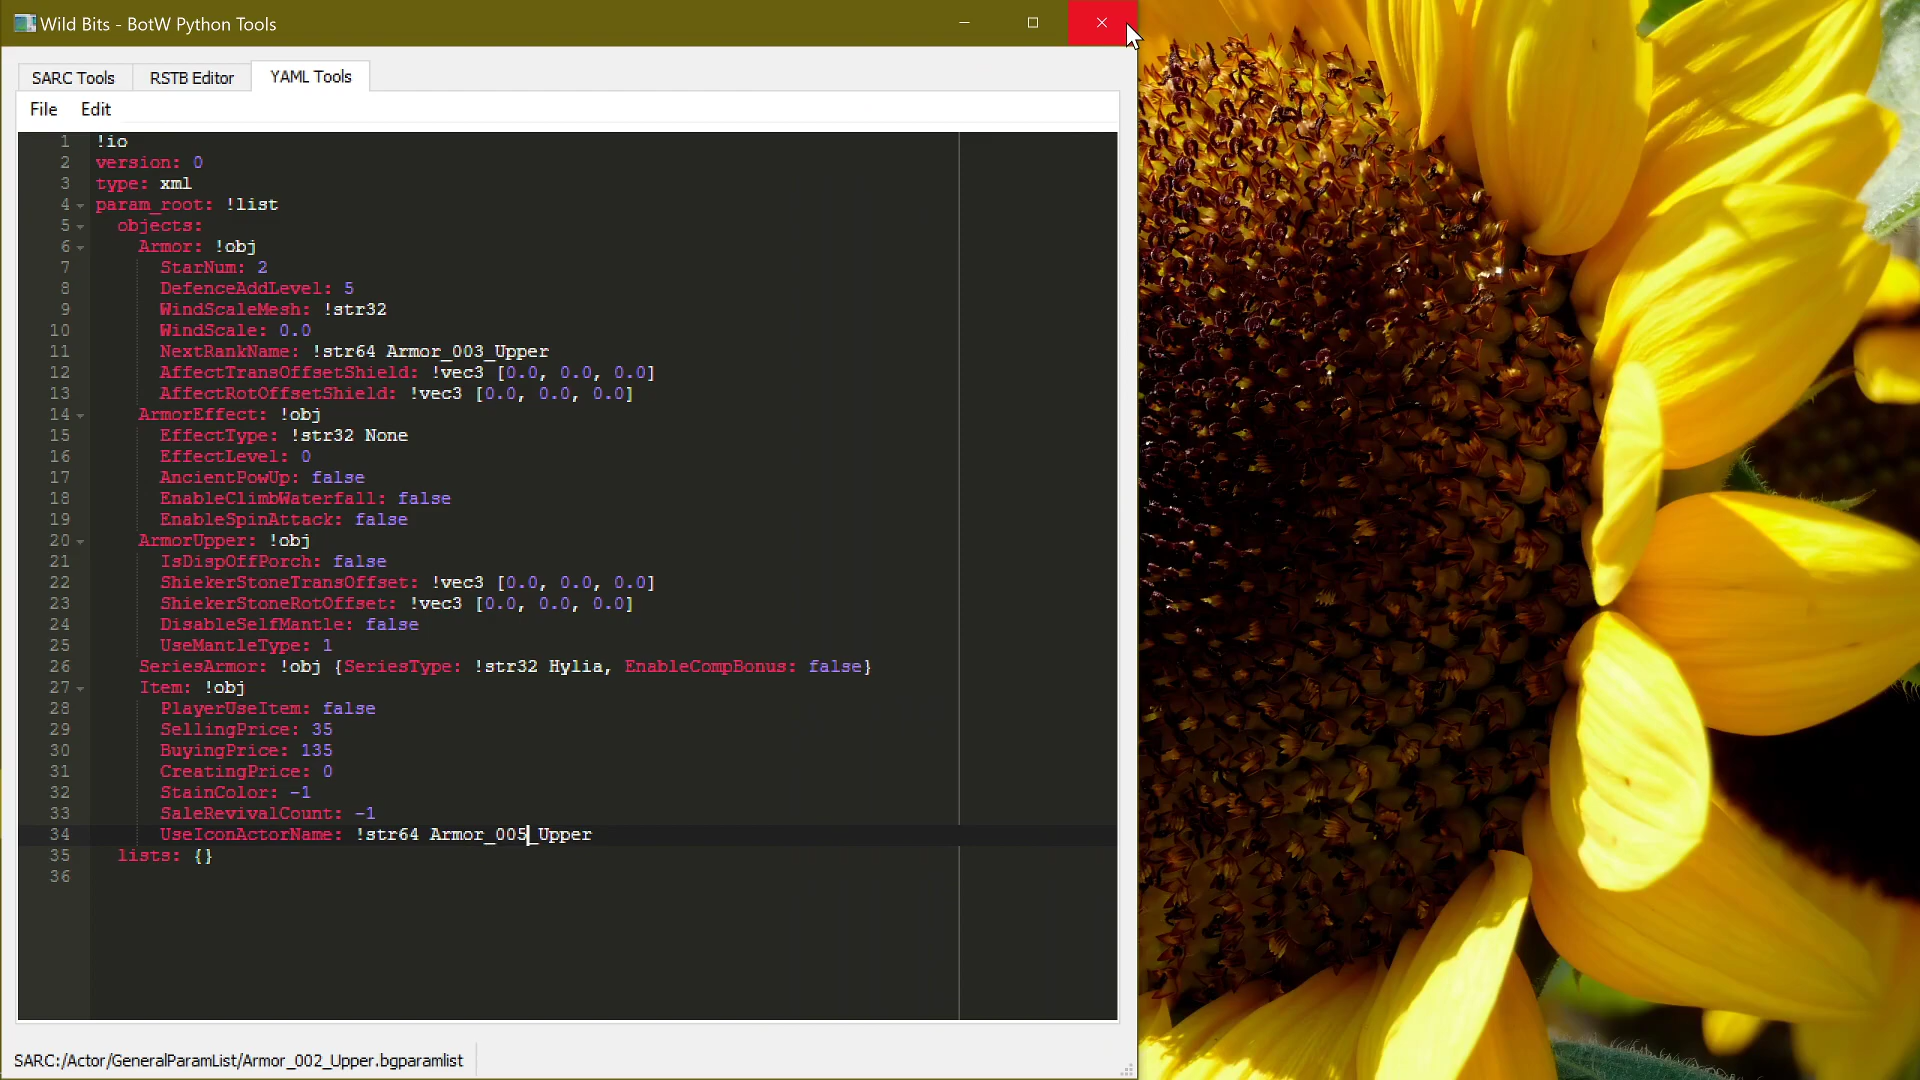 Wild Bits - BotW Python Tools
SARC Tools RSTB Editor YAML Tools
File Edit
1 !io
2 version: 0
3 type: xml
4 param_root: !list
5 objects:
6 Armor: !obj
7 StarNum: 2
8 DefenceAddLevel: 5
9 WindScaleMesh: !str32
10 WindScale: 0.0
11 NextRankName: !str64 Armor_003_Upper
12 AffectTransOffsetShield: !vec3 [0.0, 0.0, 0.0]
13 AffectRotOffsetShield: !vec3 [0.0, 0.0, 0.0]
14 ArmorEffect: !obj
15 EffectType: !str32 None
16 EffectLevel: 0
17 AncientPowUp: false
18 EnableClimbWaterfall: false
19 EnableSpinAttack: false
20 ArmorUpper: !obj
21 IsDispOffPorch: false
22 ShiekerStoneTransOffset: !vec3 [0.0, 0.0, 0.0]
23 ShiekerStoneRotOffset: !vec3 [0.0, 0.0, 0.0]
24 DisableSelfMantle: false
25 UseMantleType: 1
26 SeriesArmor: !obj {SeriesType: !str32 Hylia, EnableCompBonus: false}
27 Item: !obj
28 PlayerUseItem: false
29 SellingPrice: 35
30 BuyingPrice: 135
31 CreatingPrice: 0
32 StainColor: -1
33 SaleRevivalCount: -1
34 UseIconActorName: !str64 Armor_005_Upper
35 lists: {}
36
SARC:/Actor/GeneralParamList/Armor_002_Upper.bgparamlist